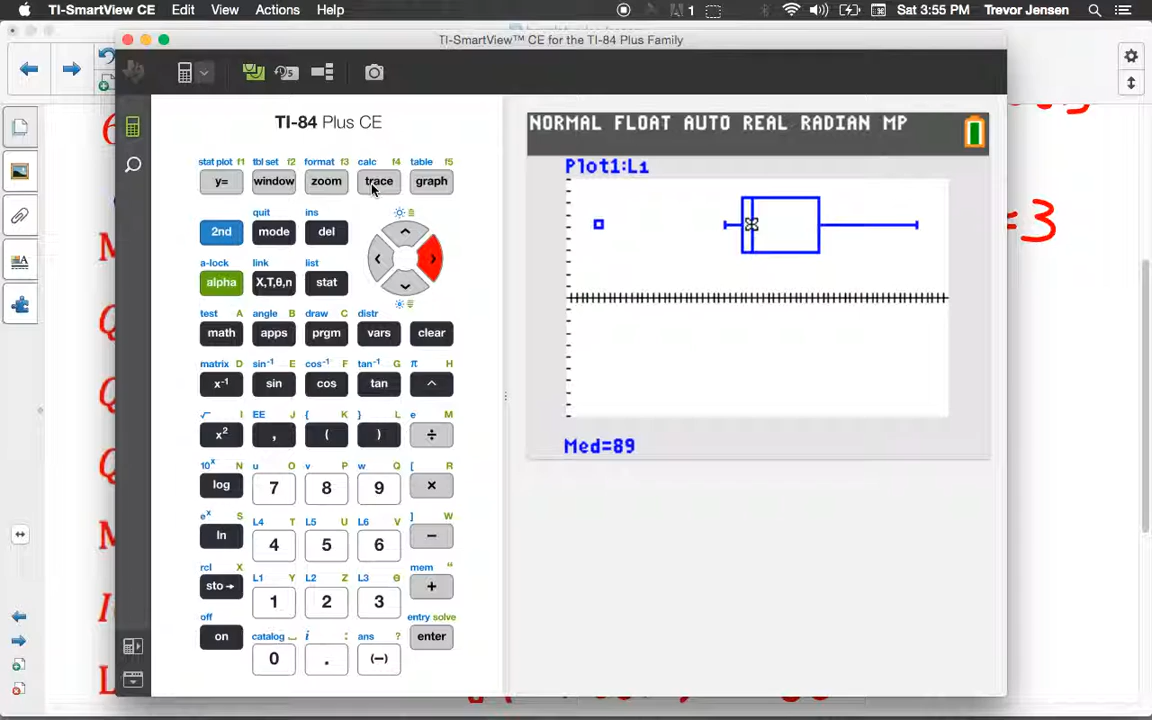 TI-SmartView CE Edit View Actions Help
1 Sat 3:55 PM Trevor Jensen
TI-SmartView™ CE for the TI-84 Plus Family
TI-84 Plus CE
NORMAL FLOAT AUTO REAL RADIAN MP
Plot1:L1
Med=89
=3
stat plot f1 tbl set f2 format f3 calc f4 table f5
y= window zoom trace graph
quit ins
2nd mode del
a-lock link list
alpha X,T,θ,n stat
test A angle B draw C distr
math apps prgm vars clear
matrix D sin⁻¹ E cos⁻¹ F tan⁻¹ G π H
x⁻¹ sin cos tan ^
√ I EE J { K } L e M
x² , ( ) ÷
10ˣ N u O v P w Q [ R
log 7 8 9 ×
eˣ S L4 T L5 U L6 V ] W
ln 4 5 6 −
rcl X L1 Y L2 Z L3 θ mem "
sto→ 1 2 3 +
off catalog ⎵ i : ans ? entry solve
on 0 . (−) enter